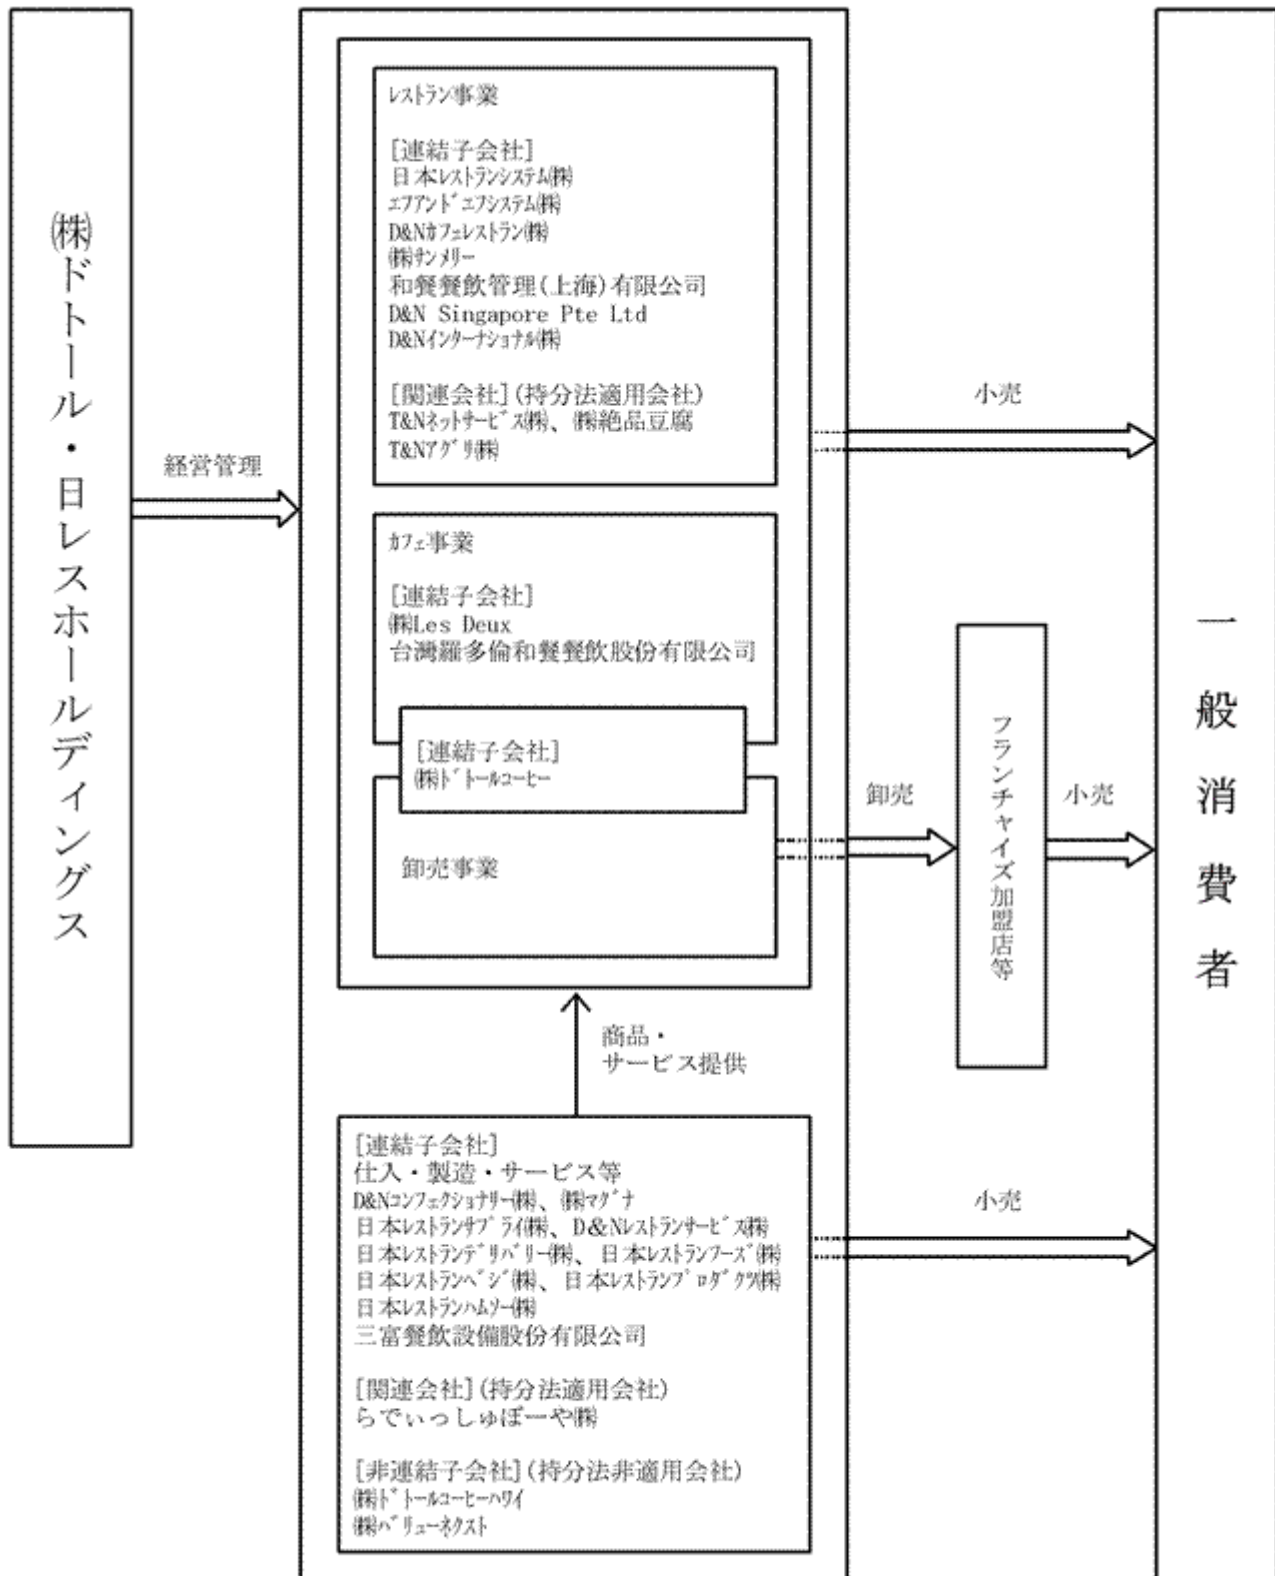 ㈱ドトール・日レスホールディングス
経営管理
ﾚｽﾄﾗﾝ事業
[連結子会社]
日本ﾚｽﾄﾗﾝｼｽﾃﾑ㈱
ｴﾌｱﾝﾄﾞｴﾌｼｽﾃﾑ㈱
D&Nｶﾌｪﾚｽﾄﾗﾝ㈱
㈱ｻﾝﾒﾘー
和餐餐飲管理(上海)有限公司
D&N Singapore Pte Ltd
D&Nｲﾝﾀｰﾅｼｮﾅﾙ㈱
[関連会社](持分法適用会社)
T&Nﾈｯﾄｻｰﾋﾞｽ㈱、㈱絶品豆腐
T&Nｱｸﾞﾘ㈱
ｶﾌｪ事業
[連結子会社]
㈱Les Deux
台灣羅多倫和餐餐飲股份有限公司
[連結子会社]
㈱ﾄﾞﾄｰﾙｺｰﾋｰ
卸売事業
小売
卸売
フランチャイズ加盟店等
小売
一般消費者
商品・
サービス提供
[連結子会社]
仕入・製造・サービス等
D&Nｺﾝﾌｪｸｼｮﾅﾘｰ㈱、㈱ﾏｸﾞﾅ
日本ﾚｽﾄﾗﾝｻﾌﾟﾗｲ㈱、D&Nﾚｽﾄﾗﾝｻｰﾋﾞｽ㈱
日本ﾚｽﾄﾗﾝﾃﾞﾘﾊﾞﾘｰ㈱、日本ﾚｽﾄﾗﾝﾌｰｽﾞ㈱
日本ﾚｽﾄﾗﾝﾍﾞｼﾞ㈱、日本ﾚｽﾄﾗﾝﾌﾟﾛﾀﾞｸﾂ㈱
日本ﾚｽﾄﾗﾝﾊﾑｿｰ㈱
三富餐飲設備股份有限公司
[関連会社](持分法適用会社)
らでぃっしゅぼーや㈱
[非連結子会社](持分法非適用会社)
㈱ﾄﾞﾄｰﾙｺｰﾋｰﾊﾜｲ
㈱ﾊﾞﾘｭｰﾈｸｽﾄ
小売